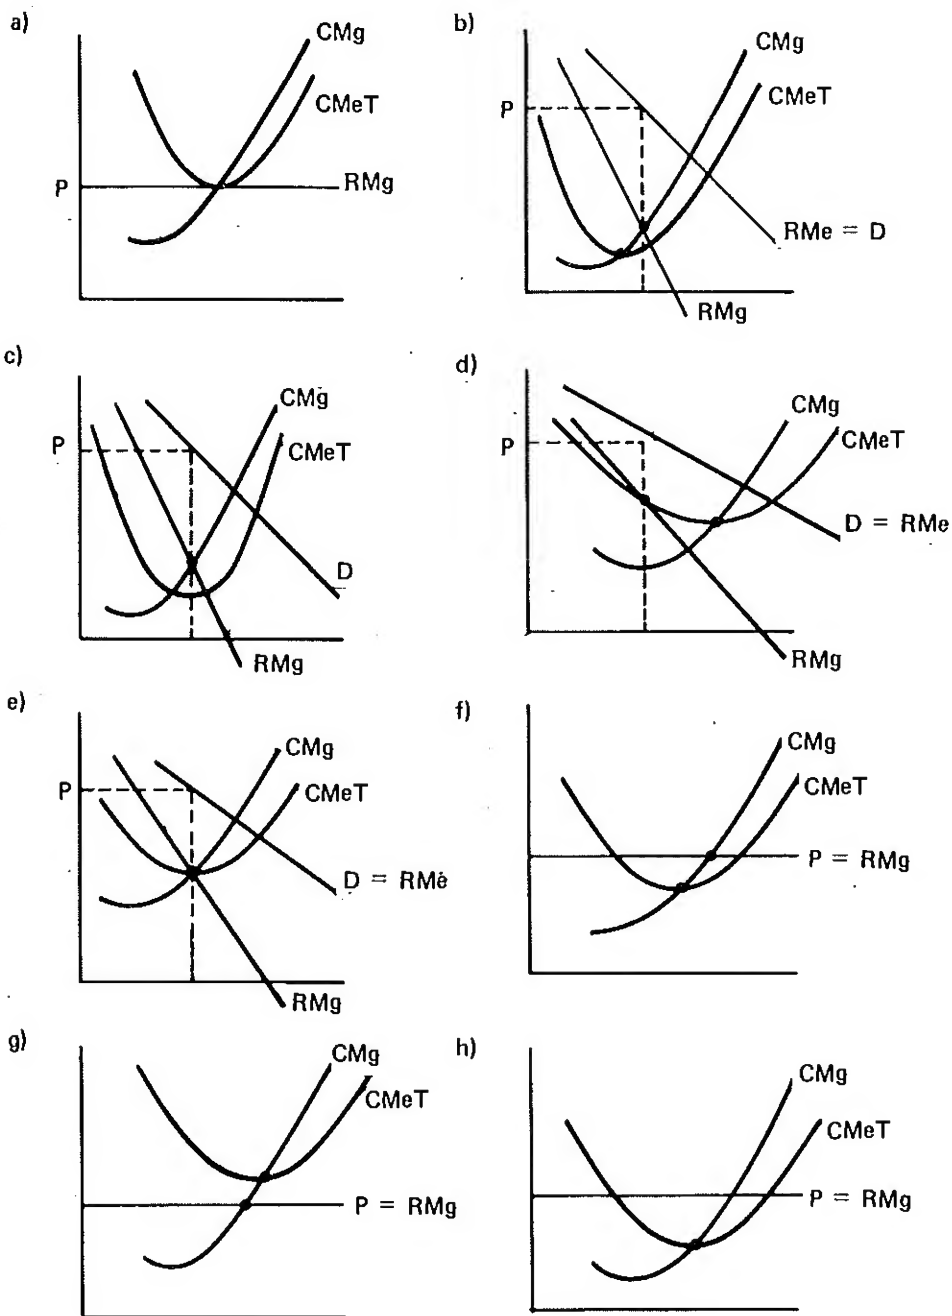 a)
CMg
CMeT
P
RMg
b)
CMg
CMeT
P
RMe = D
RMg
c)
CMg
CMeT
P
D
RMg
d)
CMg
CMeT
P
D = RMe
RMg
e)
CMg
CMeT
P
D = RMe
RMg
f)
CMg
CMeT
P = RMg
g)
CMg
CMeT
P = RMg
h)
CMg
CMeT
P = RMg